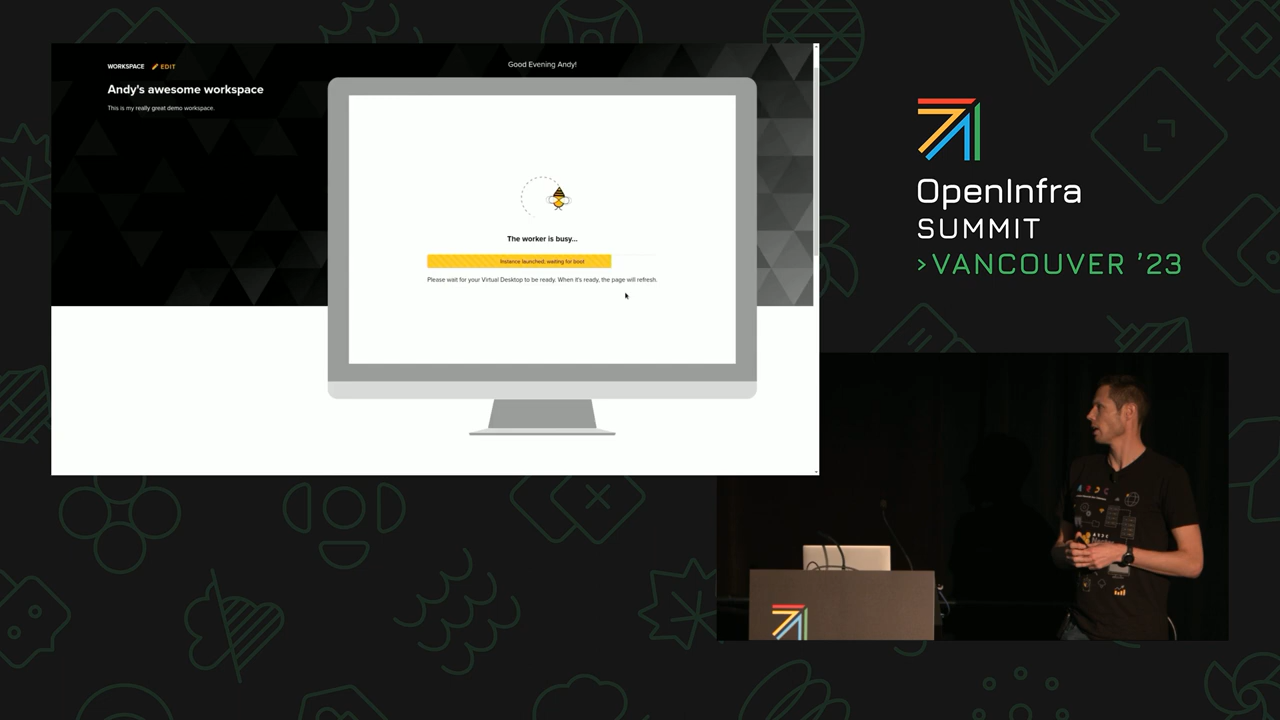 WORKSPACE EDIT
Good Evening Andy!
Andy's awesome workspace
This is my really great demo workspace.
The worker is busy...
Instance launched, waiting for boot
Please wait for your Virtual Desktop to be ready. When it's ready, the page will refresh.
OpenInfra
SUMMIT
>VANCOUVER '23
ARDC